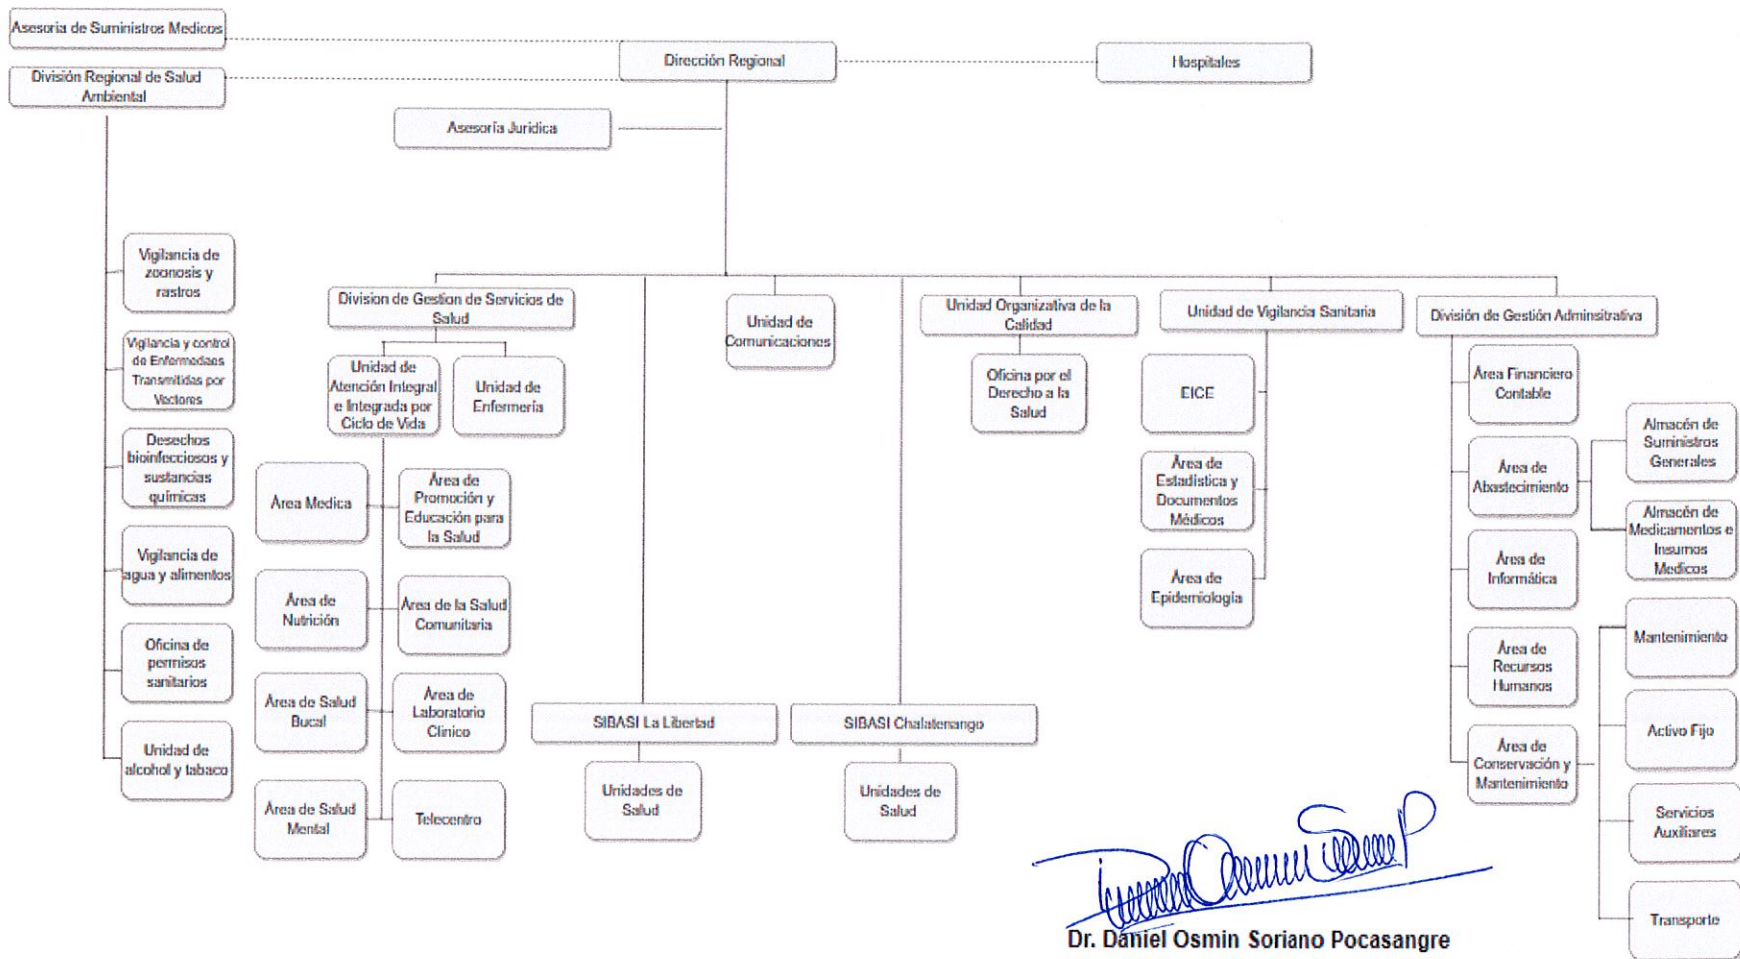 Asesoria de Suministros Medicos
Dirección Regional
Hospitales
División Regional de Salud
Ambiental
Asesoría Juridica
Vigilancia de
zoonosis y
rastros
Vigilancia y control
de Enfermedaes
Transmitidas por
Vectores
Desechos
bioinfecciosos y
sustancias
químicas
Vigilancia de
agua y alimentos
Oficina de
permisos
sanitarios
Unidad de
alcohol y tabaco
Division de Gestion de Servicios de
Salud
Unidad de
Atención Integral
e Integrada por
Ciclo de Vida
Unidad de
Enfermería
Área Medica
Área de
Promoción y
Educación para
la Salud
Área de
Nutrición
Área de la Salud
Comunitaria
Área de Salud
Bucal
Área de
Laboratorio
Clinico
Área de Salud
Mental
Telecentro
SIBASI La Libertad
Unidades de
Salud
Unidad de
Comunicaciones
SIBASI Chalatenango
Unidades de
Salud
Unidad Organizativa de la
Calidad
Oficina por el
Derecho a la
Salud
Unidad de Vigilancia Sanitaria
EICE
Área de
Estadística y
Documentos
Médicos
Área de
Epidemiología
División de Gestión Adminsitrativa
Área Financiero
Contable
Área de
Abastecimiento
Almacén de
Suministros
Generales
Almacén de
Medicamentos e
Insumos
Medicos
Área de
Informática
Área de
Recursos
Humanos
Área de
Conservación y
Mantenimiento
Mantenimiento
Activo Fijo
Servicios
Auxiliares
Transporte
Dr. Daniel Osmin Soriano Pocasangre